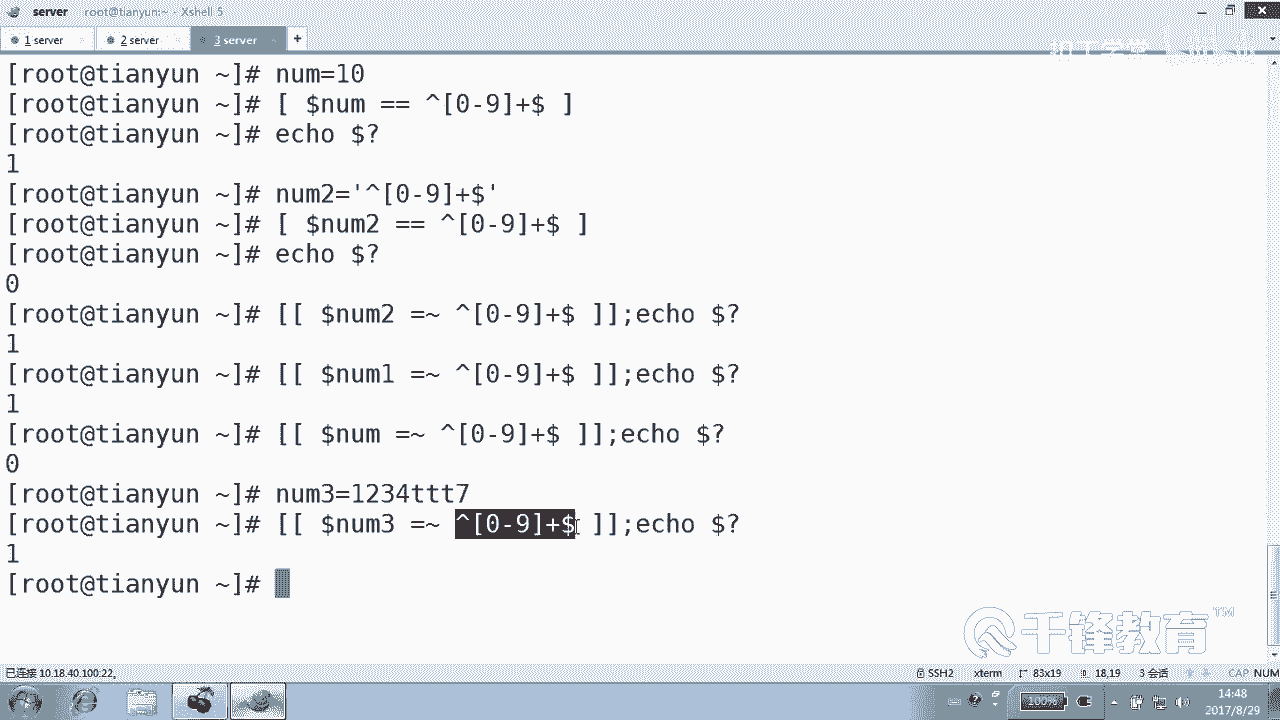 server root@tianyun:~ - Xshell 5
1 server 2 server 3 server +
[root@tianyun ~]# num=10
[root@tianyun ~]# [ $num == ^[0-9]+$ ]
[root@tianyun ~]# echo $?
1
[root@tianyun ~]# num2='^[0-9]+$'
[root@tianyun ~]# [ $num2 == ^[0-9]+$ ]
[root@tianyun ~]# echo $?
0
[root@tianyun ~]# [[ $num2 =~ ^[0-9]+$ ]];echo $?
1
[root@tianyun ~]# [[ $num1 =~ ^[0-9]+$ ]];echo $?
1
[root@tianyun ~]# [[ $num =~ ^[0-9]+$ ]];echo $?
0
[root@tianyun ~]# num3=1234ttt7
[root@tianyun ~]# [[ $num3 =~ ^[0-9]+$ ]];echo $?
1
[root@tianyun ~]#
千锋教育™
已连接 10.18.40.100:22。 SSH2 xterm 83x19 18,19 3 会话 CAP NUM
100% 14:48
2017/8/29